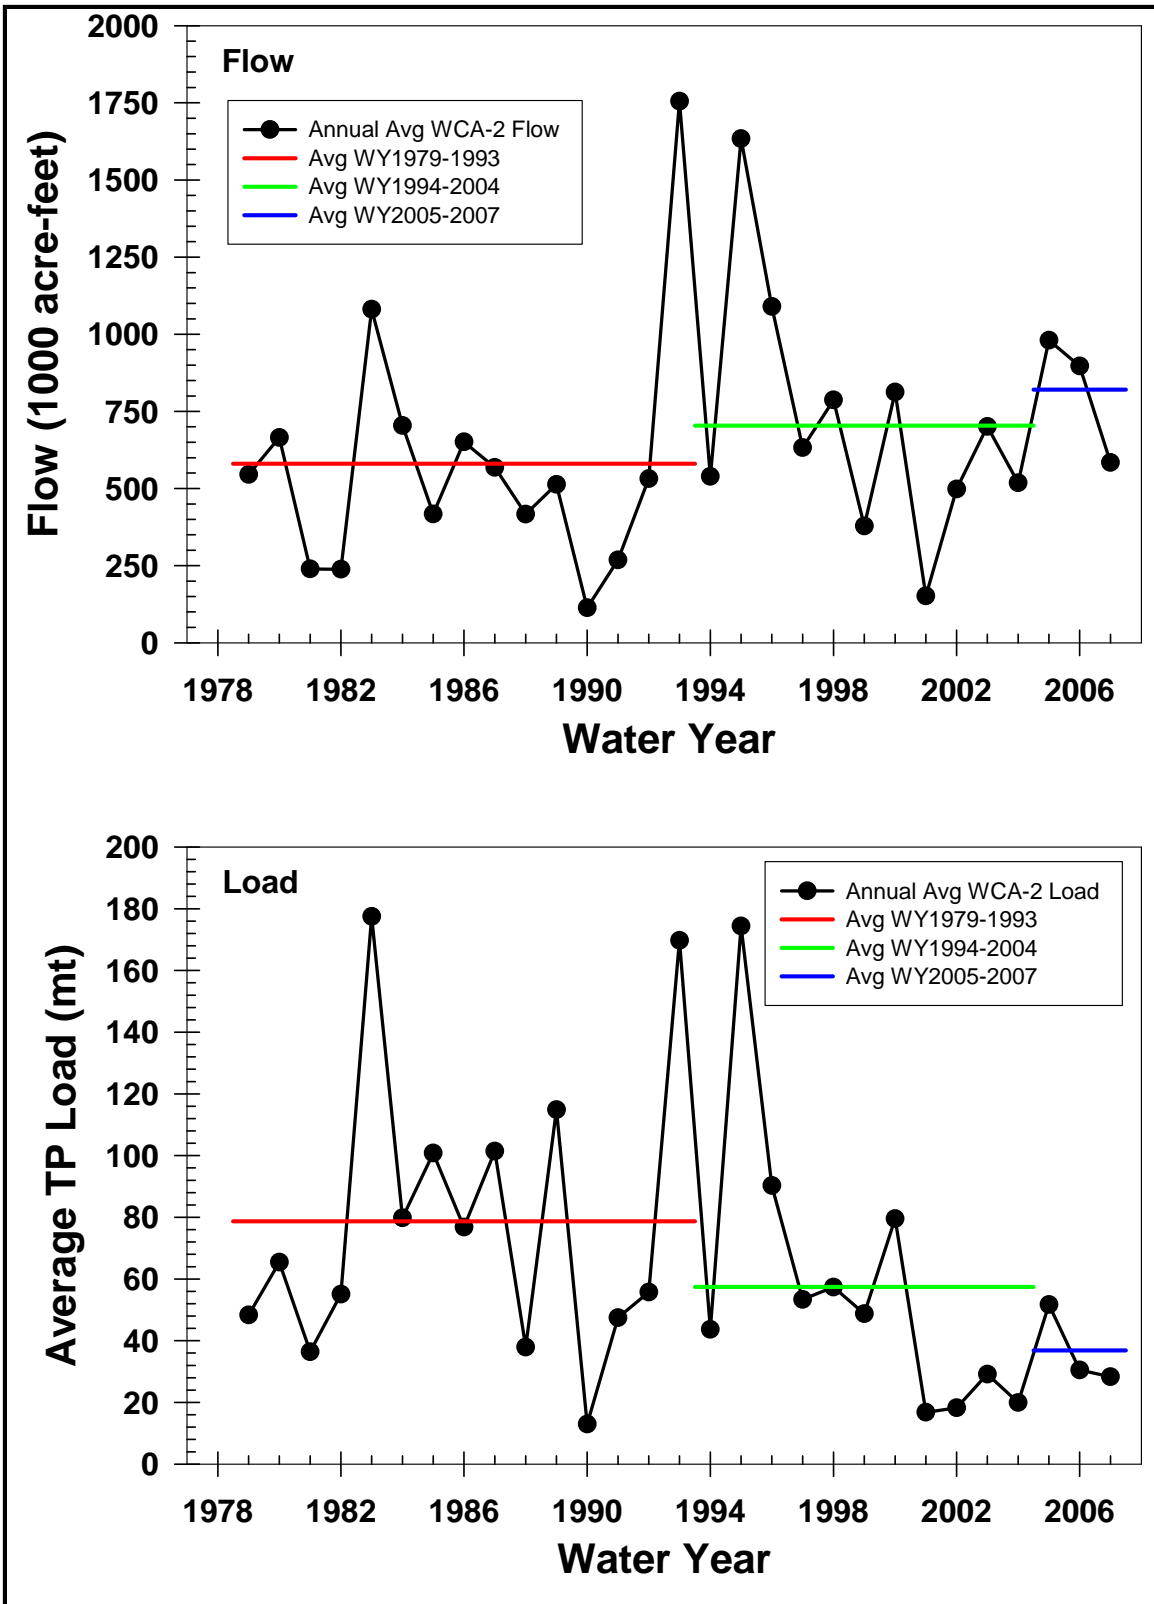 Flow
Annual Avg WCA-2 Flow
Avg WY1979-1993
Avg WY1994-2004
Avg WY2005-2007
Flow (1000 acre-feet)
2000
1750
1500
1250
1000
750
500
250
0
1978 1982 1986 1990 1994 1998 2002 2006
Water Year
Load
Annual Avg WCA-2 Load
Avg WY1979-1993
Avg WY1994-2004
Avg WY2005-2007
Average TP Load (mt)
200
180
160
140
120
100
80
60
40
20
0
1978 1982 1986 1990 1994 1998 2002 2006
Water Year